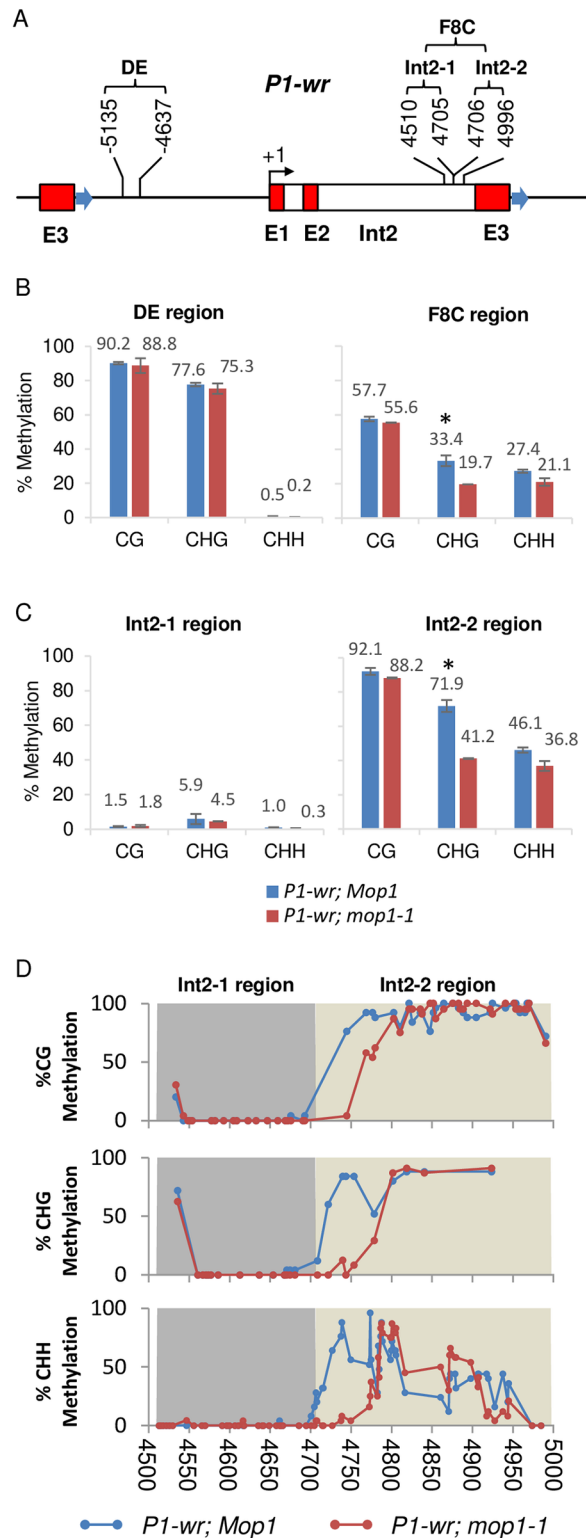 A
F8C
DE
P1-wr
Int2-1
Int2-2
-5135
-4637
4510
4705
4706
4996
+1
E3
E1
E2
Int2
E3
B
DE region
F8C region
% Methylation
100
80
60
40
20
0
90.2
88.8
77.6
75.3
0.5
0.2
57.7
55.6
*
33.4
19.7
27.4
21.1
CG
CHG
CHH
CG
CHG
CHH
C
Int2-1 region
Int2-2 region
% Methylation
100
80
60
40
20
0
1.5
1.8
5.9
4.5
1.0
0.3
92.1
88.2
*
71.9
41.2
46.1
36.8
CG
CHG
CHH
CG
CHG
CHH
P1-wr; Mop1
P1-wr; mop1-1
D
Int2-1 region
Int2-2 region
%CG
Methylation
100
50
0
% CHG
Methylation
100
50
0
% CHH
Methylation
100
50
0
4500
4550
4600
4650
4700
4750
4800
4850
4900
4950
5000
P1-wr; Mop1
P1-wr; mop1-1